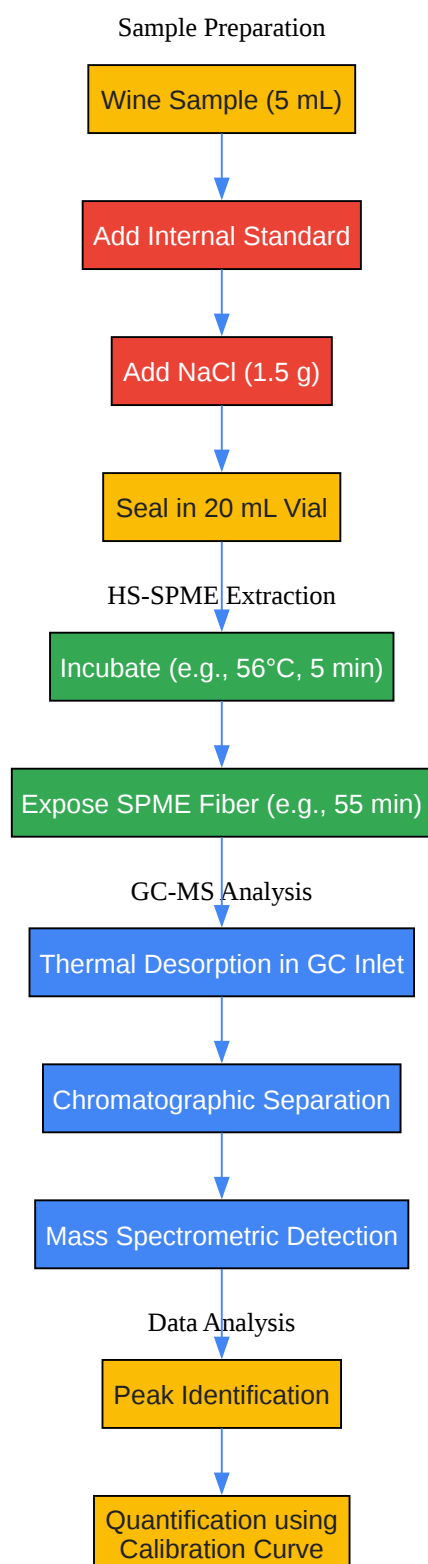 Sample Preparation
Wine Sample (5 mL)
Add Internal Standard
Add NaCl (1.5 g)
Seal in 20 mL Vial
HS-SPME Extraction
Incubate (e.g., 56°C, 5 min)
Expose SPME Fiber (e.g., 55 min)
GC-MS Analysis
Thermal Desorption in GC Inlet
Chromatographic Separation
Mass Spectrometric Detection
Data Analysis
Peak Identification
Quantification using
Calibration Curve